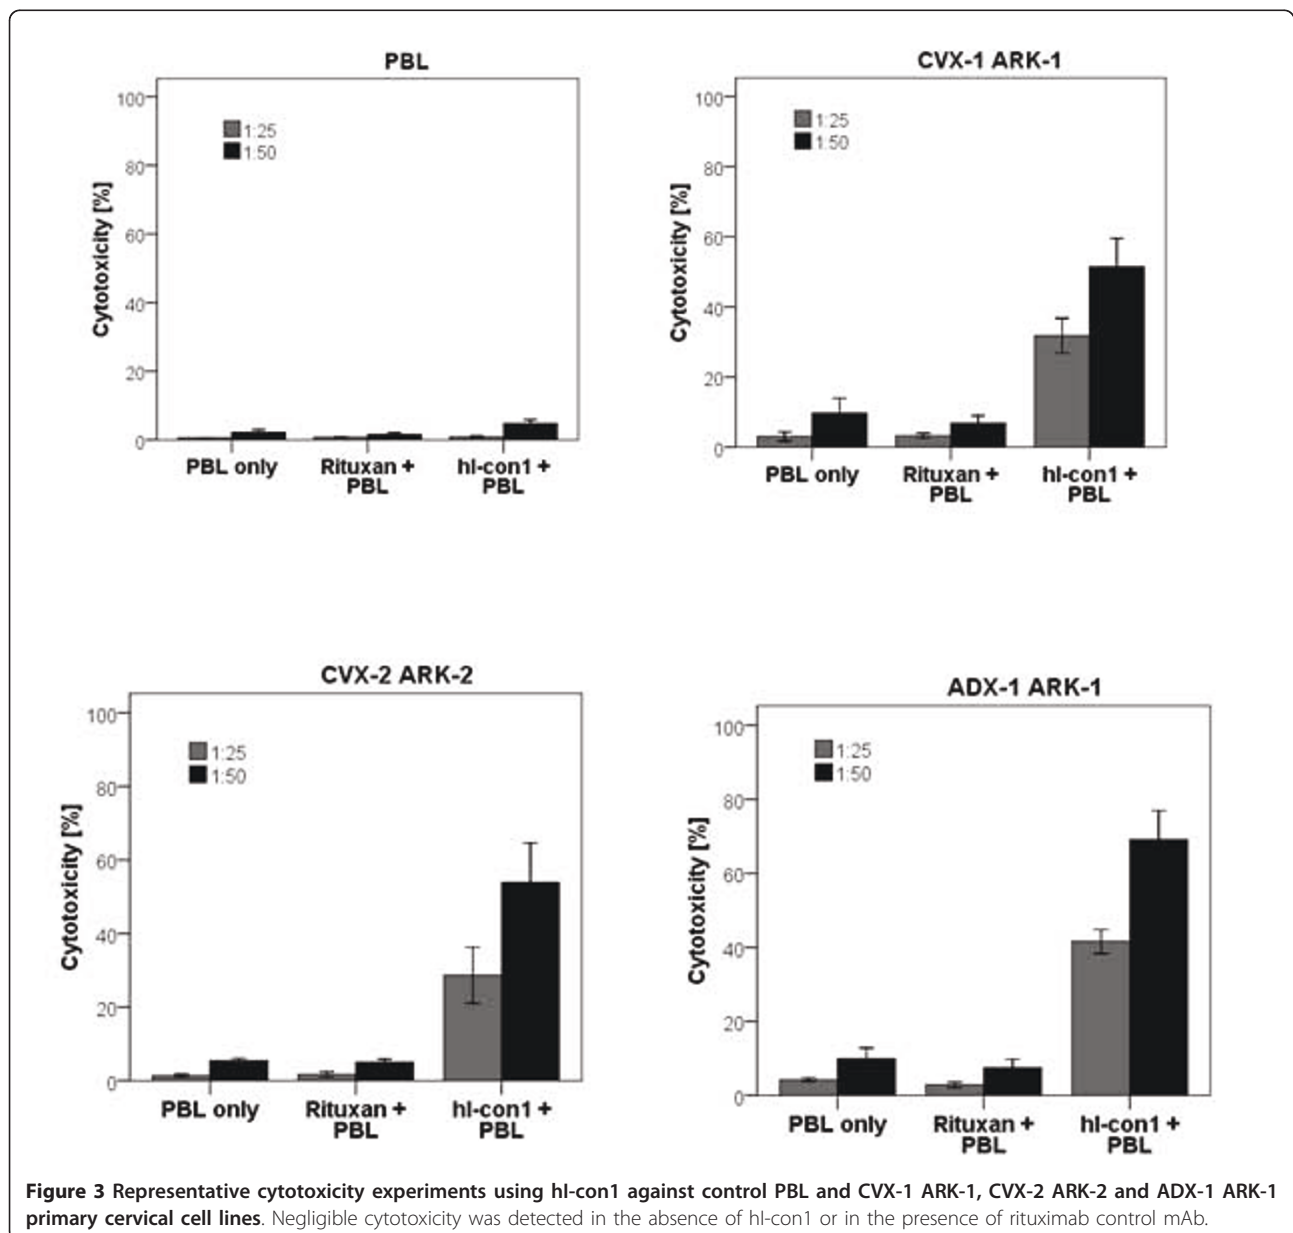 PBL
100
80
60
40
20
0
Cytotoxicity [%]
1:25
1:50
PBL only
Rituxan +
PBL
hI-con1 +
PBL
CVX-1 ARK-1
100
80
60
40
20
0
Cytotoxicity [%]
1:25
1:50
PBL only
Rituxan +
PBL
hI-con1 +
PBL
CVX-2 ARK-2
100
80
60
40
20
0
Cytotoxicity [%]
1:25
1:50
PBL only
Rituxan +
PBL
hI-con1 +
PBL
ADX-1 ARK-1
100
80
60
40
20
0
Cytotoxicity [%]
1:25
1:50
PBL only
Rituxan +
PBL
hI-con1 +
PBL
Figure 3 Representative cytotoxicity experiments using hI-con1 against control PBL and CVX-1 ARK-1, CVX-2 ARK-2 and ADX-1 ARK-1
primary cervical cell lines. Negligible cytotoxicity was detected in the absence of hI-con1 or in the presence of rituximab control mAb.